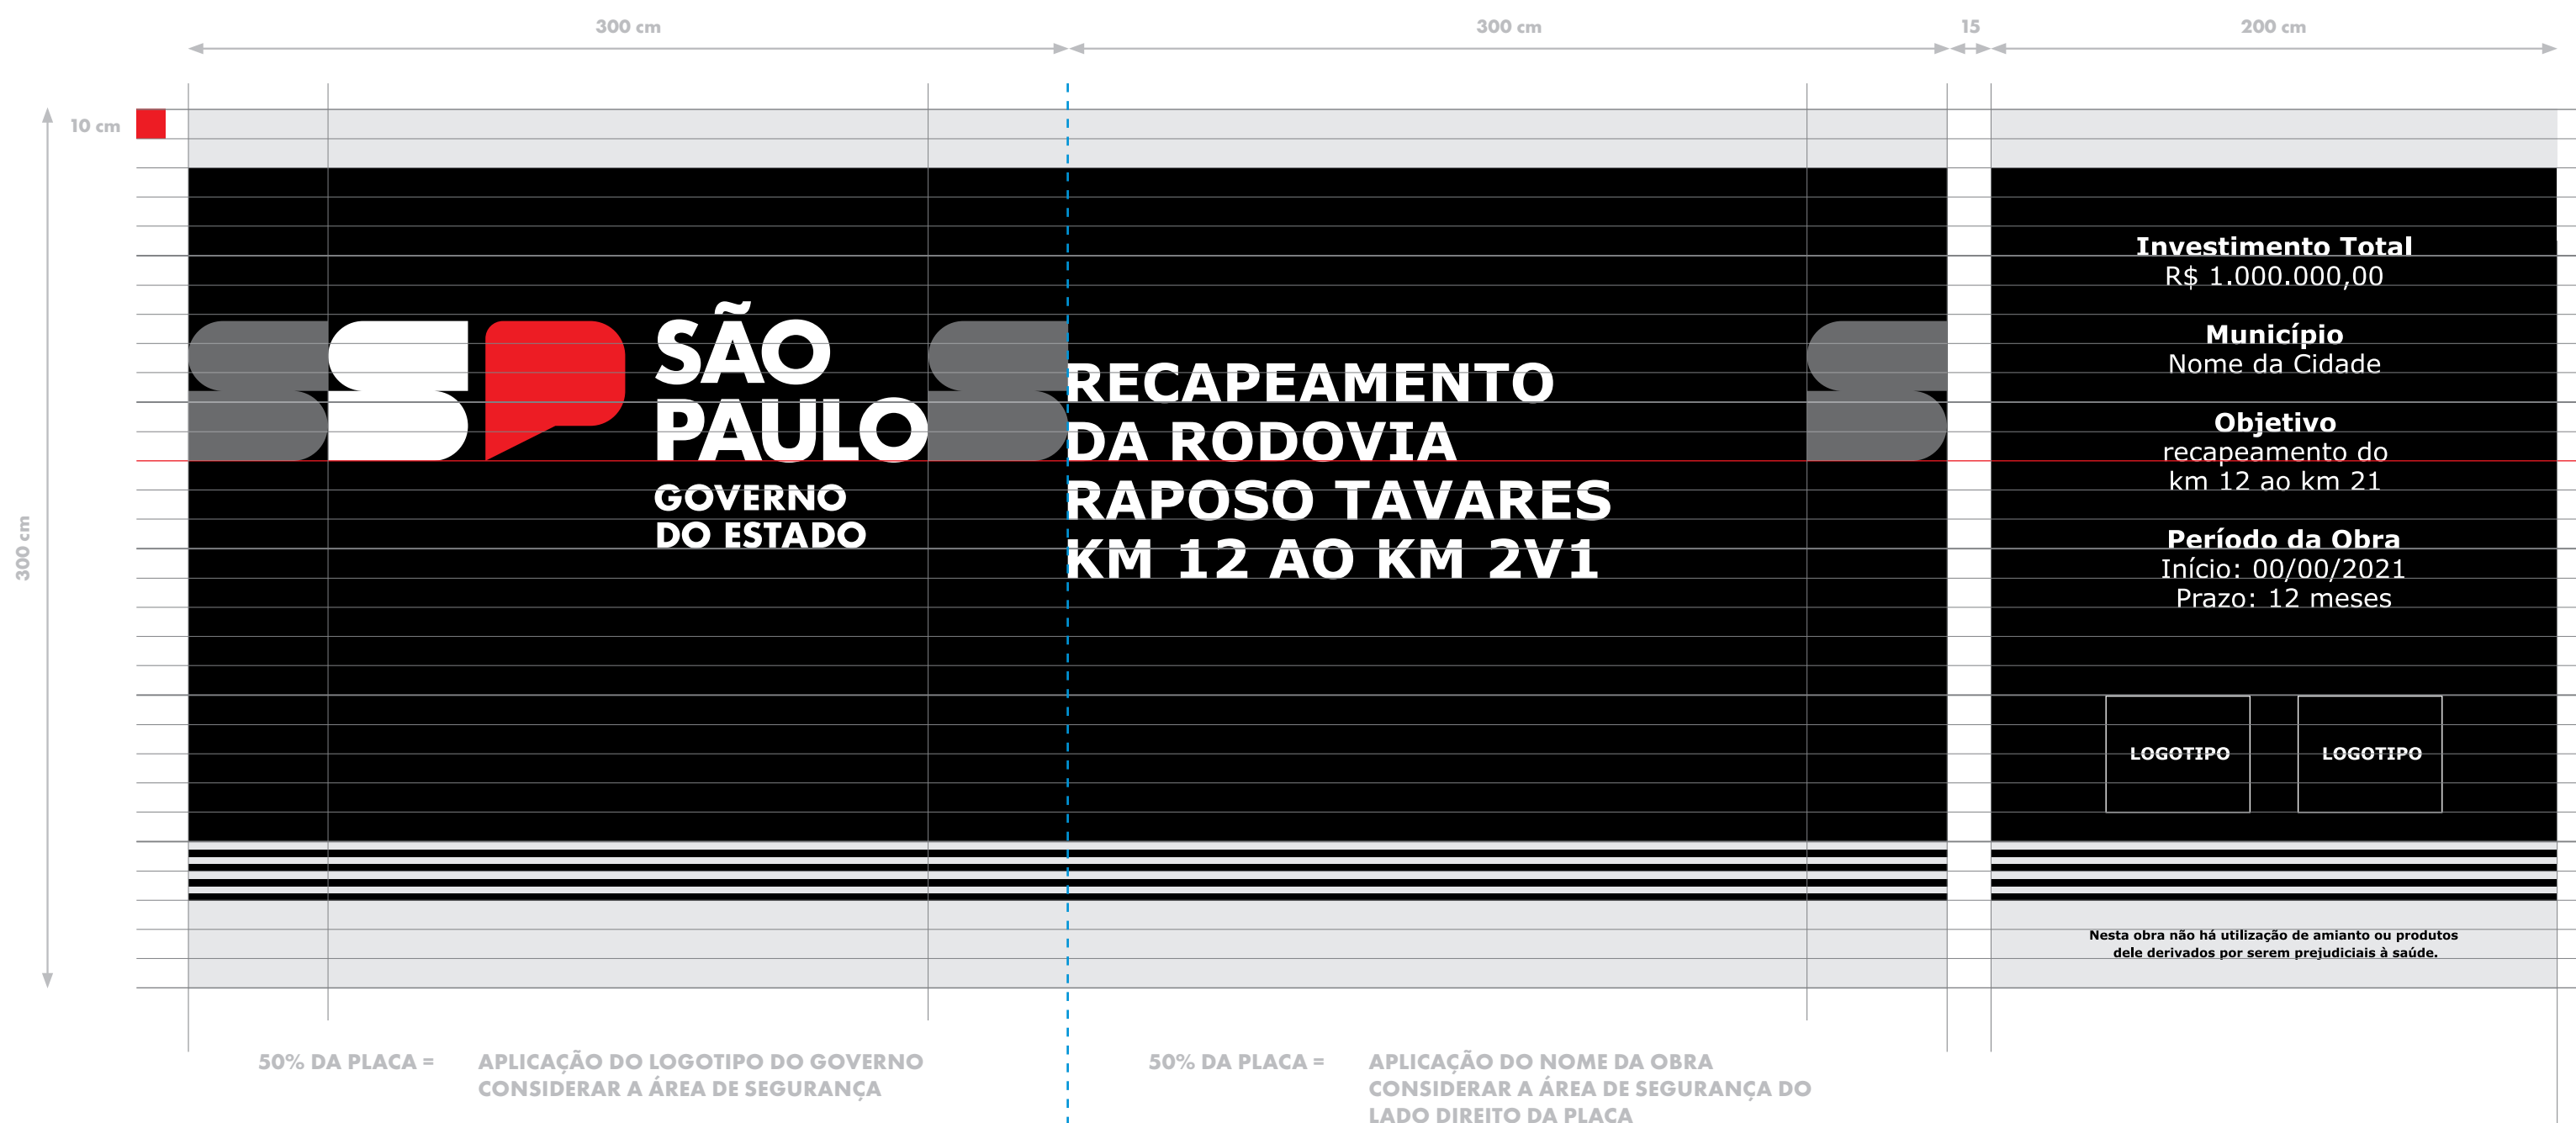 300 cm
300 cm
15
200 cm
10 cm
300 cm
SP
SÃO
PAULO
GOVERNO
DO ESTADO
RECAPEAMENTO
DA RODOVIA
RAPOSO TAVARES
KM 12 AO KM 2V1
Investimento Total
R$ 1.000.000,00
Município
Nome da Cidade
Objetivo
recapeamento do
km 12 ao km 21
Período da Obra
Início: 00/00/2021
Prazo: 12 meses
LOGOTIPO
LOGOTIPO
Nesta obra não há utilização de amianto ou produtos
dele derivados por serem prejudiciais à saúde.
50% DA PLACA =
APLICAÇÃO DO LOGOTIPO DO GOVERNO
CONSIDERAR A ÁREA DE SEGURANÇA
50% DA PLACA =
APLICAÇÃO DO NOME DA OBRA
CONSIDERAR A ÁREA DE SEGURANÇA DO
LADO DIREITO DA PLACA